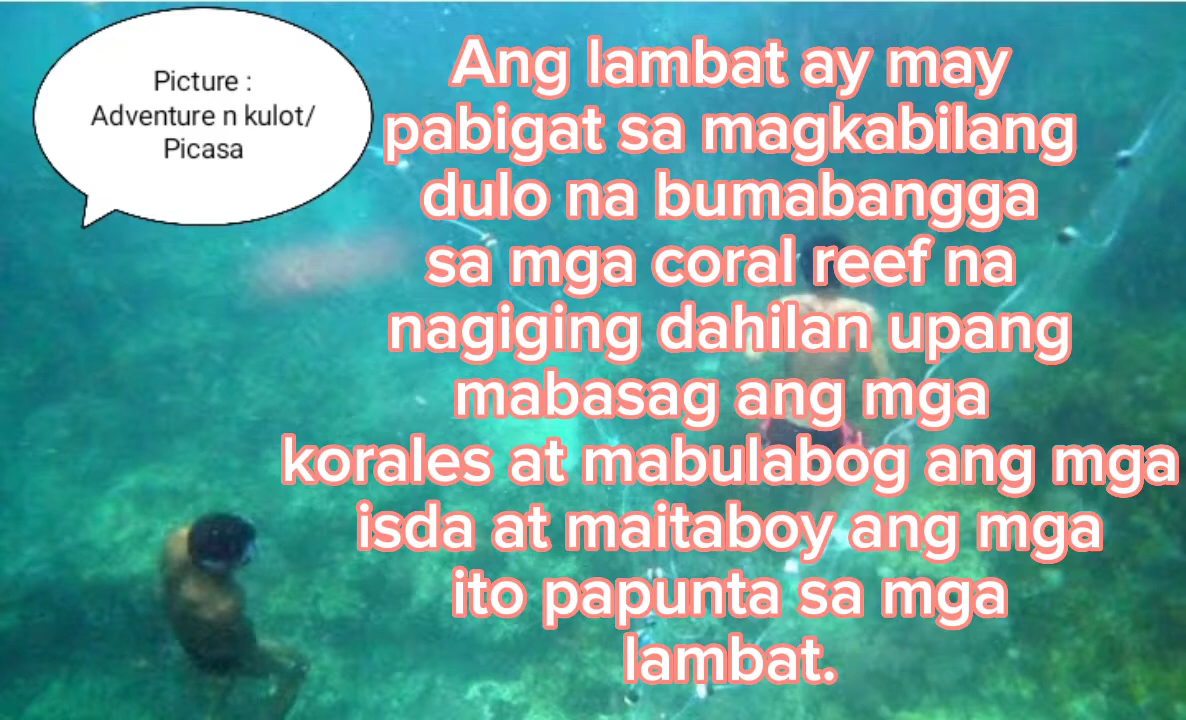 Picture :
Adventure n kulot/
Picasa
Ang lambat ay may
pabigat sa magkabilang
dulo na bumabangga
sa mga coral reef na
nagiging dahilan upang
mabasag ang mga
korales at mabulabog ang mga
isda at maitaboy ang mga
ito papunta sa mga
lambat.